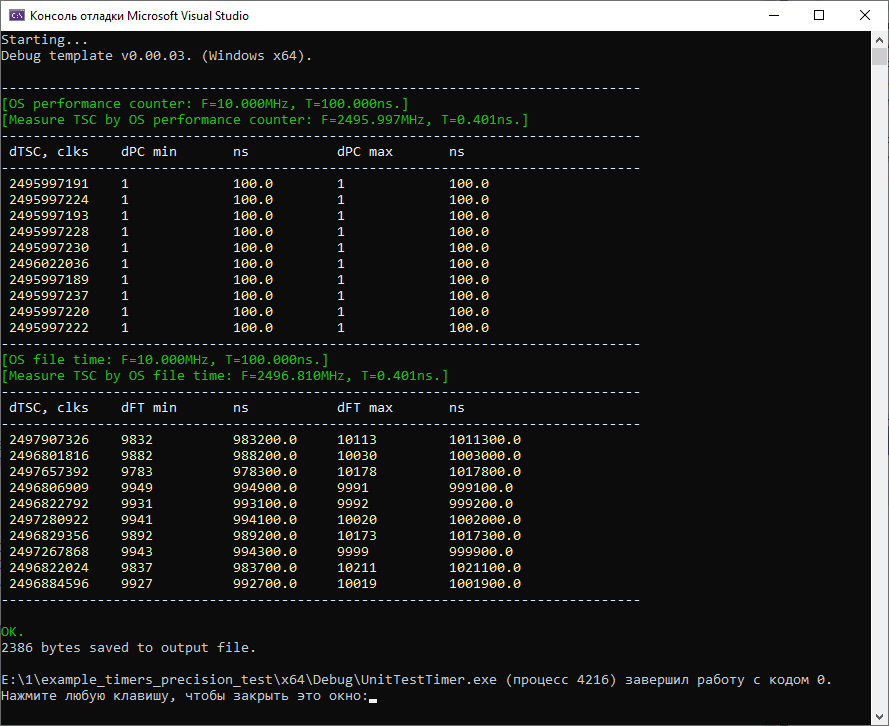 Консоль отладки Microsoft Visual Studio
Starting...
Debug template v0.00.03. (Windows x64).
--------------------------------------------------------------------------------
[OS performance counter: F=10.000MHz, T=100.000ns.]
[Measure TSC by OS performance counter: F=2495.997MHz, T=0.401ns.]
--------------------------------------------------------------------------------
dTSC, clks dPC min ns dPC max ns
--------------------------------------------------------------------------------
2495997191 1 100.0 1 100.0
2495997224 1 100.0 1 100.0
2495997193 1 100.0 1 100.0
2495997228 1 100.0 1 100.0
2495997230 1 100.0 1 100.0
2496022036 1 100.0 1 100.0
2495997189 1 100.0 1 100.0
2495997237 1 100.0 1 100.0
2495997220 1 100.0 1 100.0
2495997222 1 100.0 1 100.0
--------------------------------------------------------------------------------
[OS file time: F=10.000MHz, T=100.000ns.]
[Measure TSC by OS file time: F=2496.810MHz, T=0.401ns.]
--------------------------------------------------------------------------------
dTSC, clks dFT min ns dFT max ns
--------------------------------------------------------------------------------
2497907326 9832 983200.0 10113 1011300.0
2496801816 9882 988200.0 10030 1003000.0
2497657392 9783 978300.0 10178 1017800.0
2496806909 9949 994900.0 9991 999100.0
2496822792 9931 993100.0 9992 999200.0
2497280922 9941 994100.0 10020 1002000.0
2496829356 9892 989200.0 10173 1017300.0
2497267868 9943 994300.0 9999 999900.0
2496822024 9837 983700.0 10211 1021100.0
2496884596 9927 992700.0 10019 1001900.0
--------------------------------------------------------------------------------
OK.
2386 bytes saved to output file.
E:\1\example_timers_precision_test\x64\Debug\UnitTestTimer.exe (процесс 4216) завершил работу с кодом 0.
Нажмите любую клавишу, чтобы закрыть это окно: